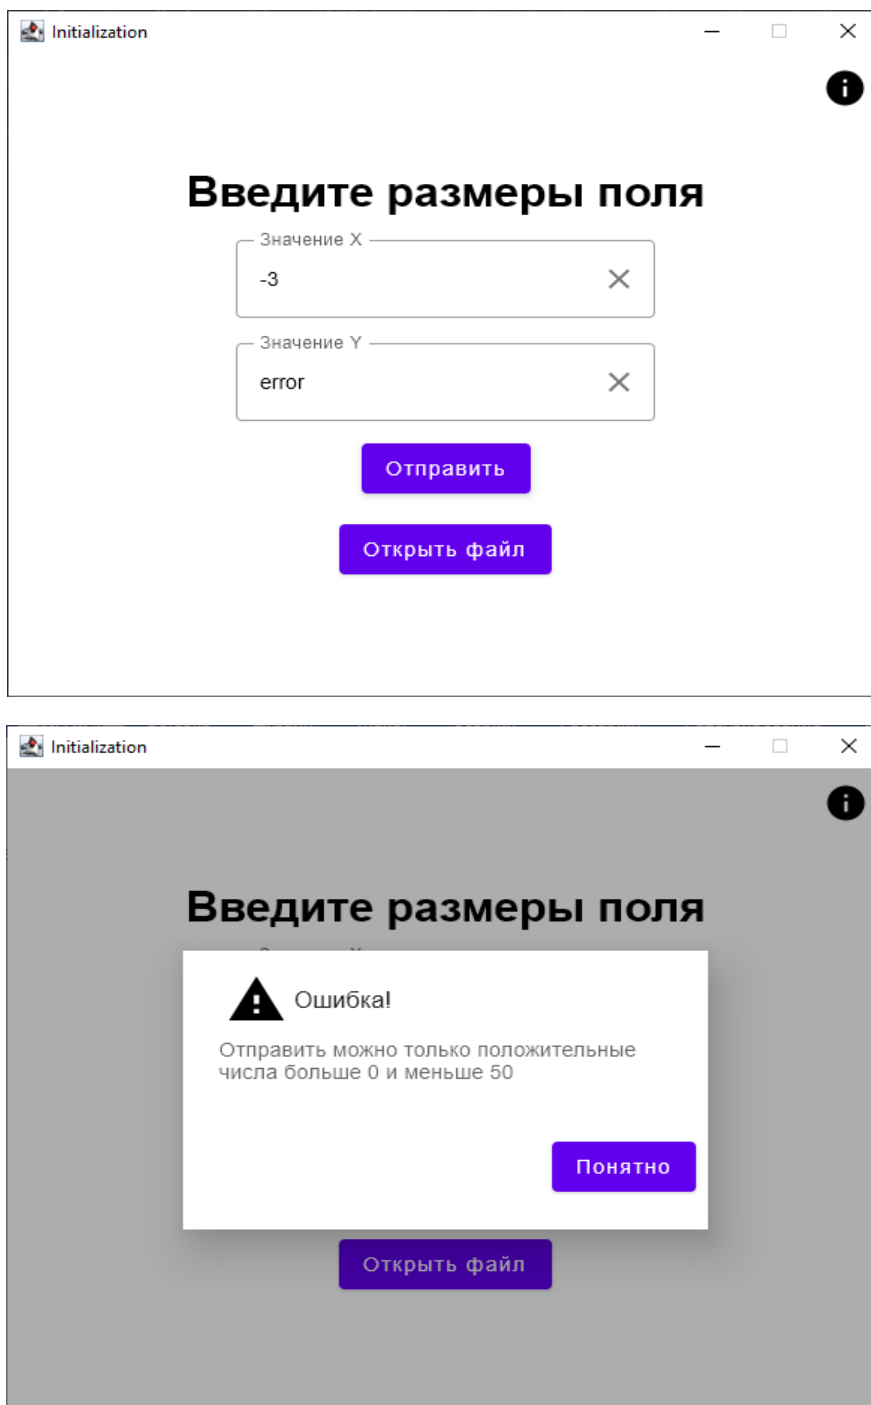 Initialization
Введите размеры поля
Значение X
-3
Значение Y
error
Отправить
Открыть файл
Initialization
Введите размеры поля
Ошибка!
Отправить можно только положительные
числа больше 0 и меньше 50
Понятно
Открыть файл